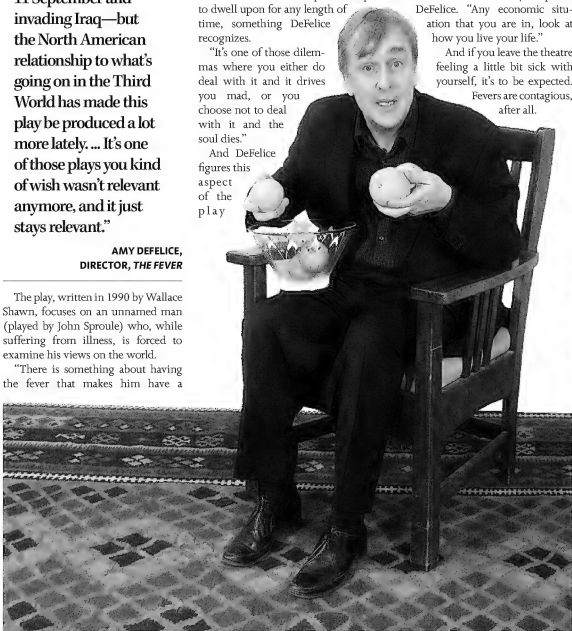 11 September and
invading Iraq—but
the North American
relationship to what's
going on in the Third
World has made this
play be produced a lot
more lately. ... It's one
of those plays you kind
of wish wasn't relevant
anymore, and it just
stays relevant."
AMY DEFELICE,
DIRECTOR, THE FEVER
The play, written in 1990 by Wallace
Shawn, focuses on an unnamed man
(played by John Sproule) who, while
suffering from illness, is forced to
examine his views on the world.
"There is something about having
the fever that makes him have a
to dwell upon for any length of
time, something DeFelice
recognizes.
"It's one of those dilem-
mas where you either do
deal with it and it drives
you mad, or you
choose not to deal
with it and the
soul dies."
And DeFelice
figures this
aspect
of the
play
DeFelice. "Any economic situ-
ation that you are in, look at
how you live your life."
And if you leave the theatre
feeling a little bit sick with
yourself, it's to be expected.
Fevers are contagious,
after all.